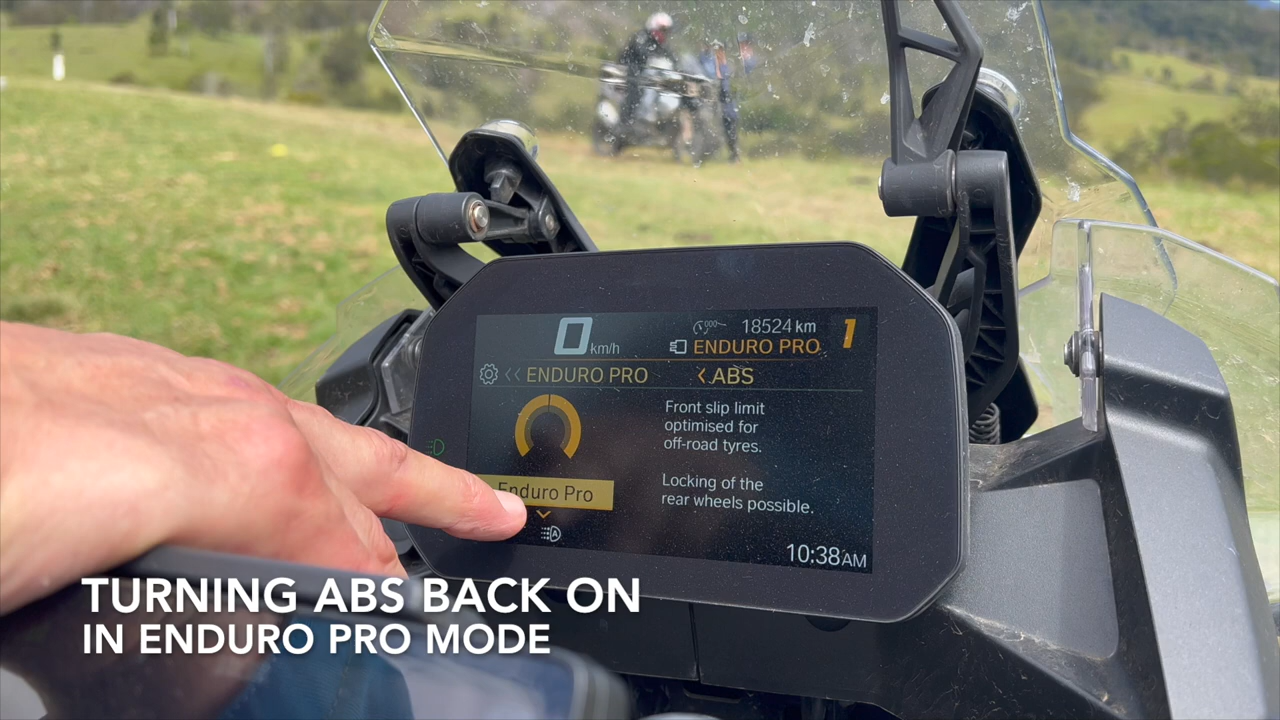 0 km/h
18524 km
ENDURO PRO
1
<< ENDURO PRO
< ABS
Front slip limit
optimised for
off-road tyres.
Enduro Pro
Locking of the
rear wheels possible.
A
10:38AM
TURNING ABS BACK ON
IN ENDURO PRO MODE